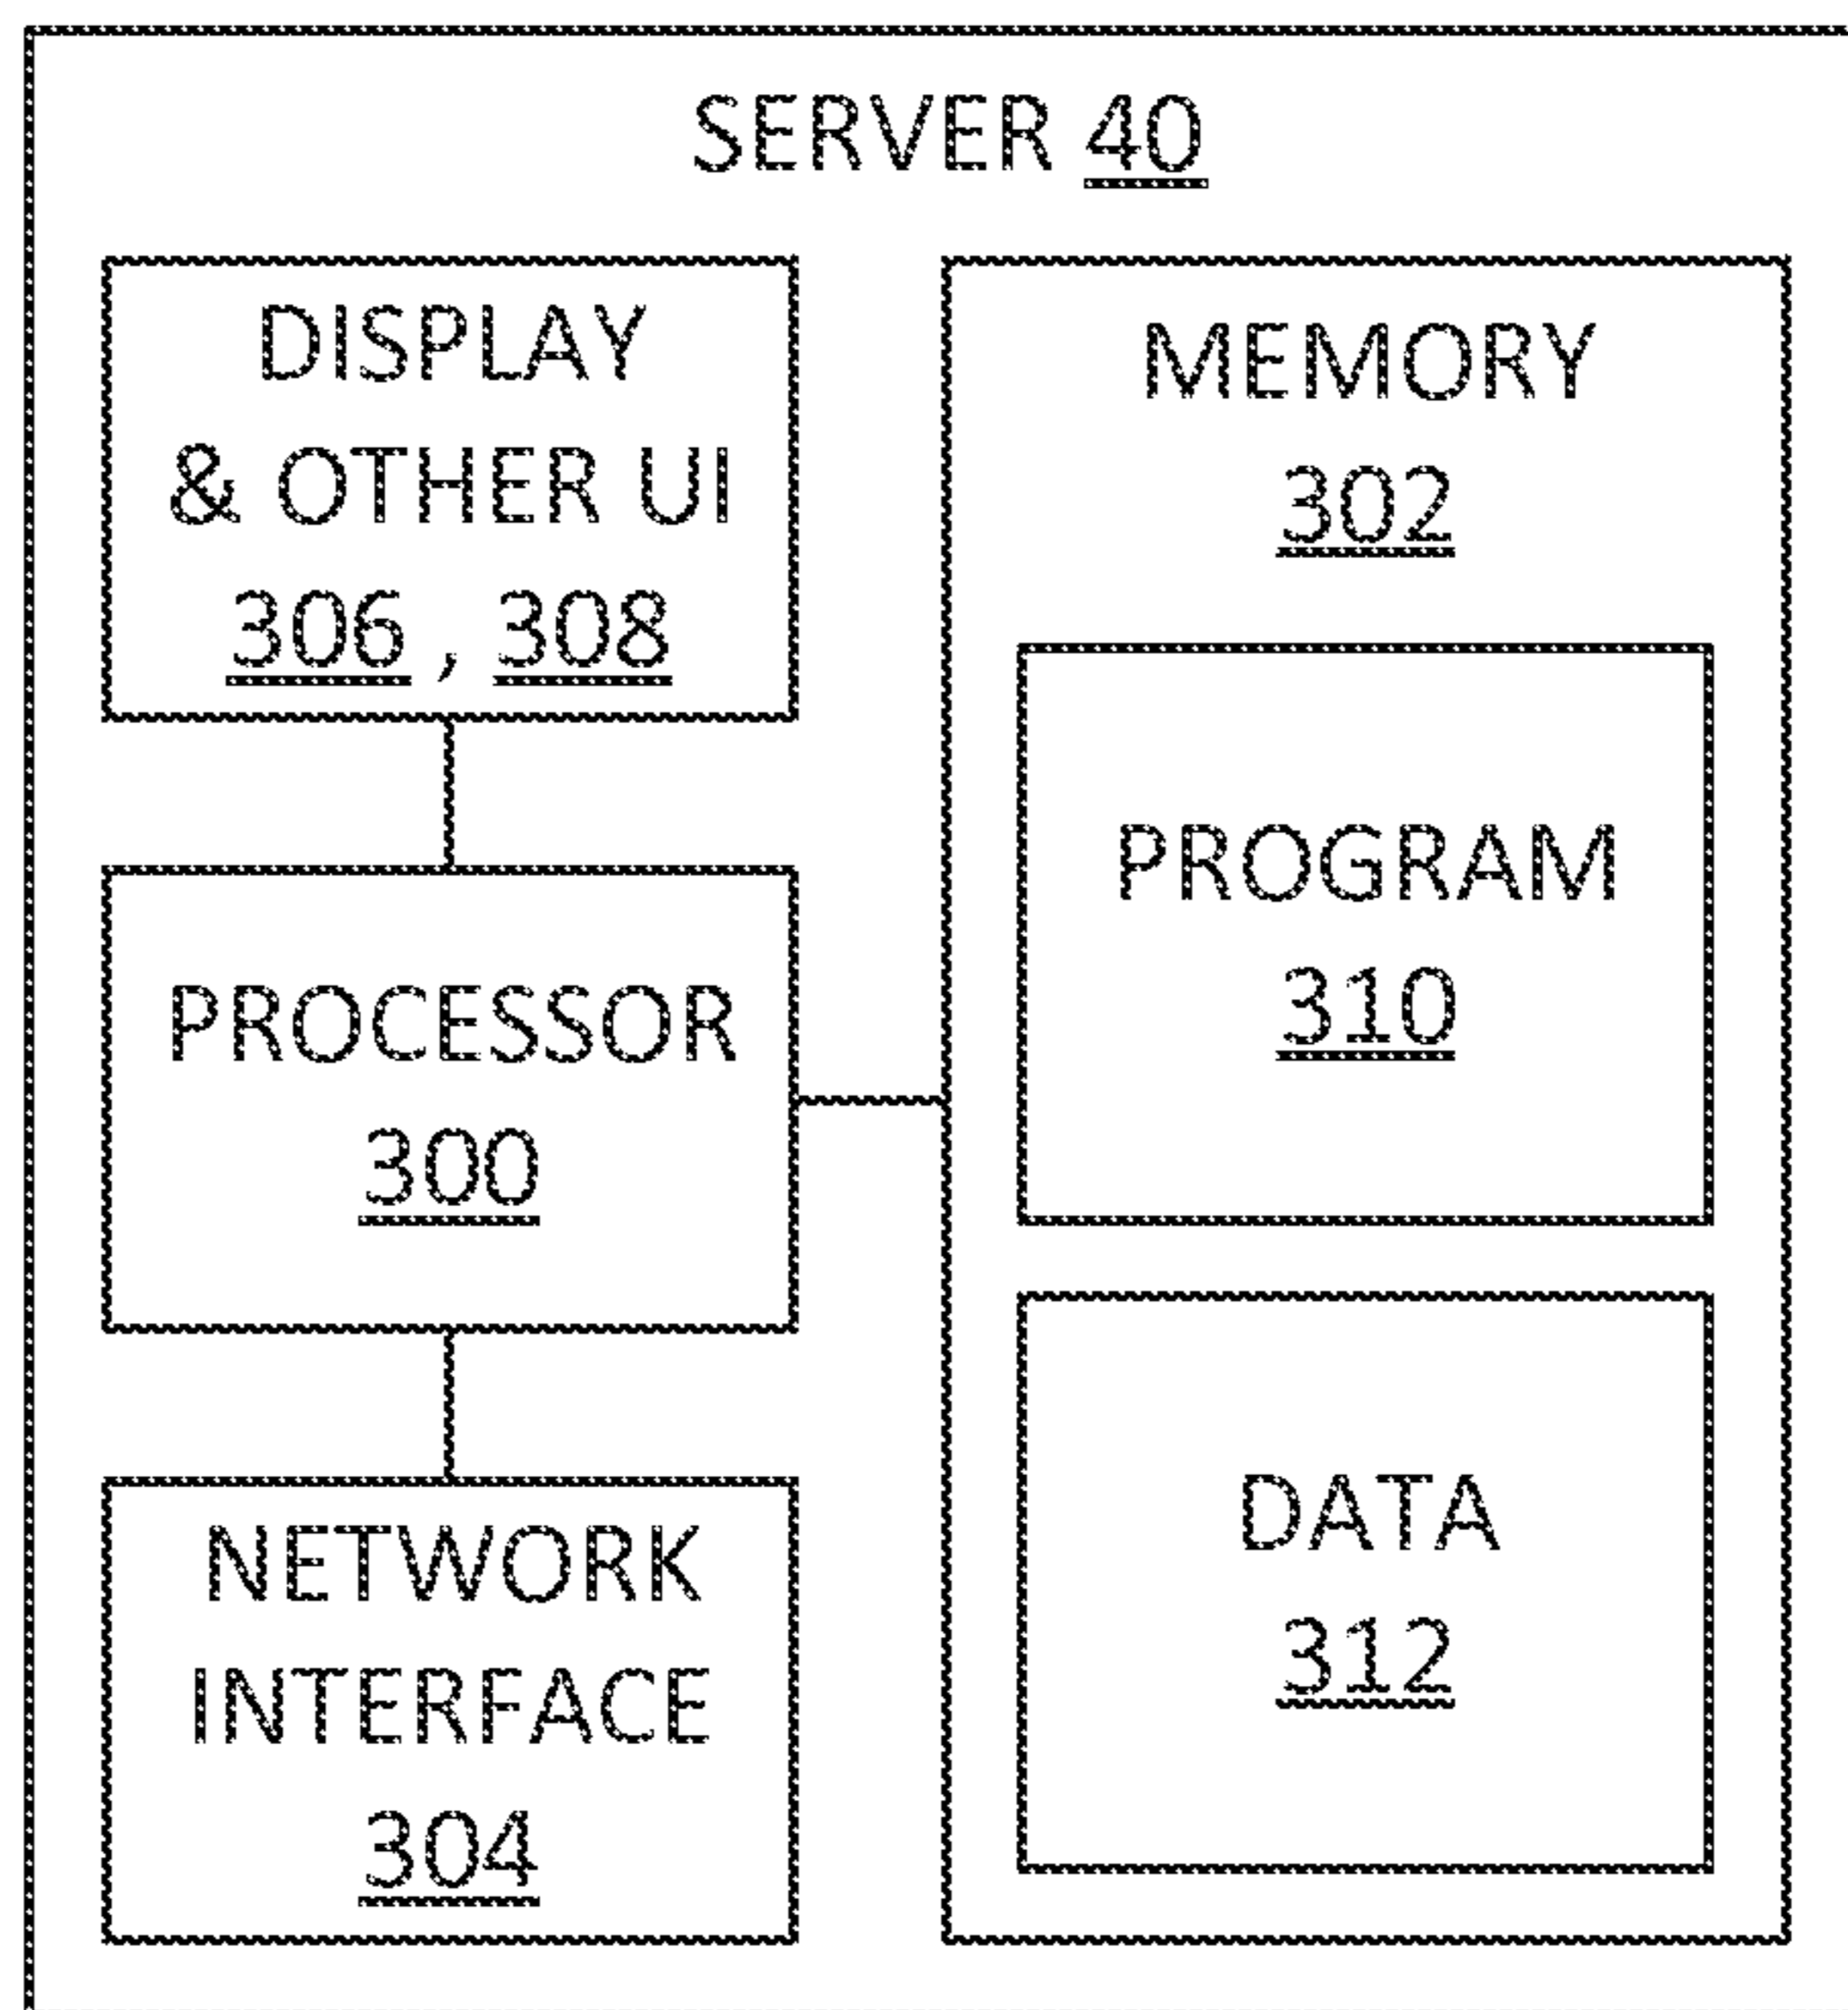 SERVER 40
DISPLAY
& OTHER UI
306 , 308
PROCESSOR
300
NETWORK
INTERFACE
304
MEMORY
302
PROGRAM
310
DATA
312